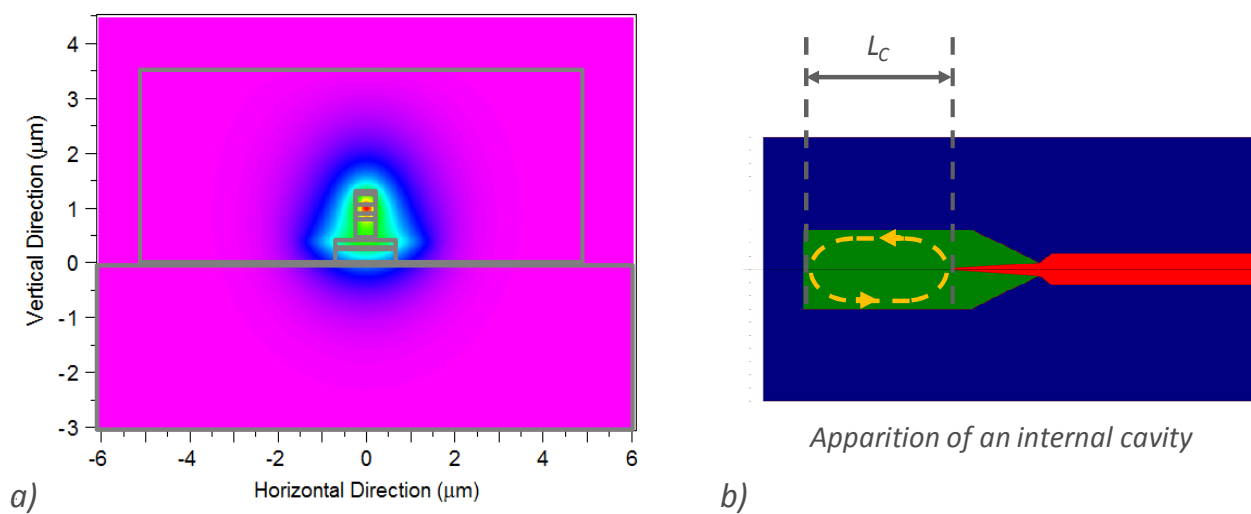 4
3
2
1
0
-1
-2
-3
Vertical Direction (μm)
-6
-4
-2
0
2
4
6
Horizontal Direction (μm)
a)
L_C
Apparition of an internal cavity
b)